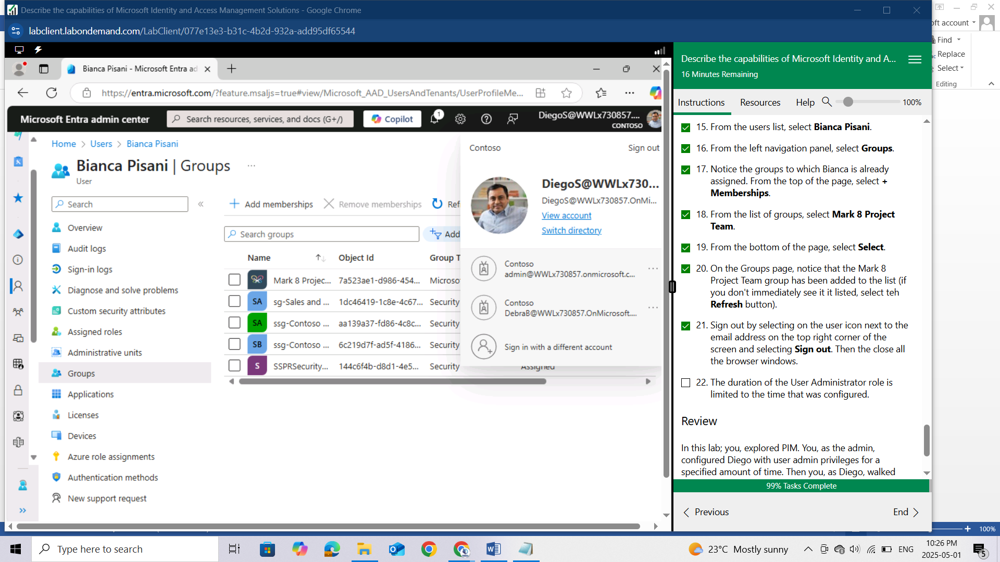 Describe the capabilities of Microsoft Identity and Access Management Solutions - Google Chrome
labclient.labondemand.com/LabClient/077e13e3-b31c-4b2d-932a-add95df65544
Bianca Pisani - Microsoft Entra ad
https://entra.microsoft.com/?feature.msaljs=true#view/Microsoft_AAD_UsersAndTenants/UserProfileMe...
Microsoft Entra admin center
Search resources, services, and docs (G+/)
Copilot
1
DiegoS@WWLx730857....
CONTOSO
Home > Users > Bianca Pisani
Bianca Pisani | Groups ...
User
Search
Overview
Audit logs
Sign-in logs
Diagnose and solve problems
Custom security attributes
Assigned roles
Administrative units
Groups
Applications
Licenses
Devices
Azure role assignments
Authentication methods
New support request
Add memberships
Remove memberships
Ref
Search groups
Add
Name Object Id Group T
Mark 8 Projec... 7a523ae1-d986-454... Microso
SA sg-Sales and ... 1dc46419-1c8e-4c67... Security
SA ssg-Contoso ... aa139a37-fd86-4c8c... Security
SB ssg-Contoso ... 6c219d7f-ad5f-4186... Security
S SSPRSecurity... 144c6f4b-d8d1-4e5... Security Assigned
Contoso Sign out
DiegoS@WWLx730...
DiegoS@WWLx730857.OnMi...
View account
Switch directory
Contoso
admin@WWLx730857.onmicrosoft.c...
Contoso
DebraB@WWLx730857.OnMicrosoft....
Sign in with a different account
Describe the capabilities of Microsoft Identity and A...
16 Minutes Remaining
Instructions Resources Help 100%
15. From the users list, select Bianca Pisani.
16. From the left navigation panel, select Groups.
17. Notice the groups to which Bianca is already
assigned. From the top of the page, select +
Memberships.
18. From the list of groups, select Mark 8 Project
Team.
19. From the bottom of the page, select Select.
20. On the Groups page, notice that the Mark 8
Project Team group has been added to the list (if
you don't immediately see it it listed, select teh
Refresh button).
21. Sign out by selecting on the user icon next to the
email address on the top right corner of the
screen and selecting Sign out. Then the close all
the browser windows.
22. The duration of the User Administrator role is
limited to the time that was configured.
Review
In this lab; you, explored PIM. You, as the admin,
configured Diego with user admin privileges for a
specified amount of time. Then you, as Diego, walked
99% Tasks Complete
Previous
End
oft account
Find
Replace
Select
Editing
100%
Type here to search
23°C Mostly sunny
ENG
10:26 PM
2025-05-01
5